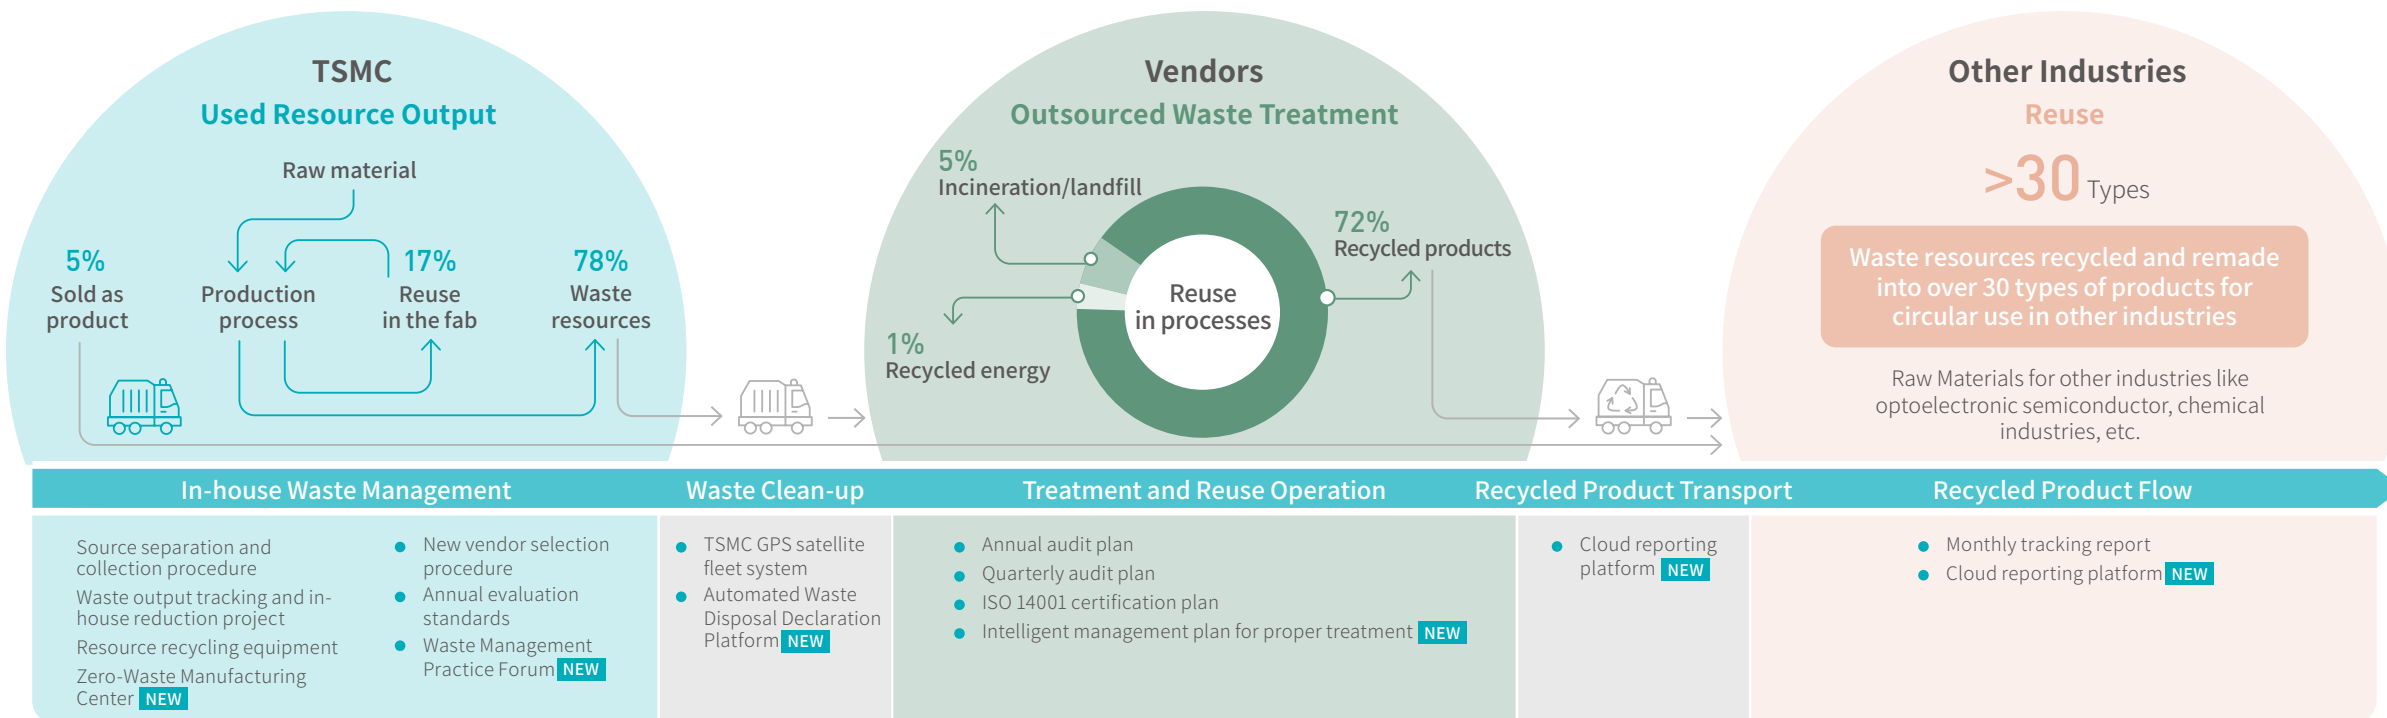 TSMC
Used Resource Output
Raw material
5%
Sold as
product
Production
process
17%
Reuse
in the fab
78%
Waste
resources
Vendors
Outsourced Waste Treatment
5%
Incineration/landfill
1%
Recycled energy
Reuse
in processes
72%
Recycled products
Other Industries
Reuse
>30 Types
Waste resources recycled and remade
into over 30 types of products for
circular use in other industries
Raw Materials for other industries like
optoelectronic semiconductor, chemical
industries, etc.
In-house Waste Management
Source separation and
collection procedure
Waste output tracking and in-
house reduction project
Resource recycling equipment
Zero-Waste Manufacturing
Center NEW
New vendor selection
procedure
Annual evaluation
standards
Waste Management
Practice Forum NEW
Waste Clean-up
TSMC GPS satellite
fleet system
Automated Waste
Disposal Declaration
Platform NEW
Treatment and Reuse Operation
Annual audit plan
Quarterly audit plan
ISO 14001 certification plan
Intelligent management plan for proper treatment NEW
Recycled Product Transport
Cloud reporting
platform NEW
Recycled Product Flow
Monthly tracking report
Cloud reporting platform NEW